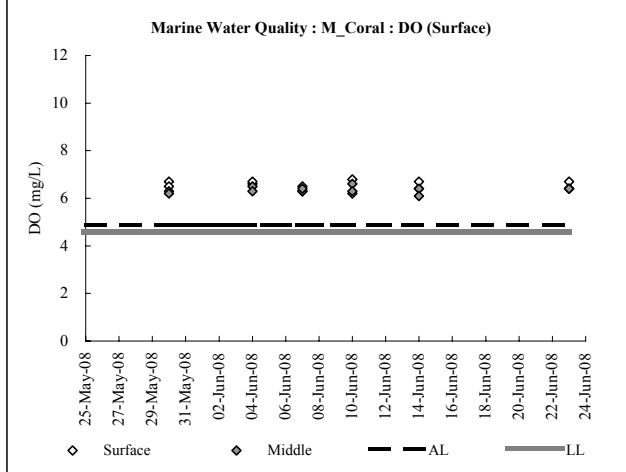 Marine Water Quality : M_Coral : DO (Surface)
DO (mg/L)
12
10
8
6
4
2
0
25-May-08
27-May-08
29-May-08
31-May-08
02-Jun-08
04-Jun-08
06-Jun-08
08-Jun-08
10-Jun-08
12-Jun-08
14-Jun-08
16-Jun-08
18-Jun-08
20-Jun-08
22-Jun-08
24-Jun-08
Surface Middle AL LL